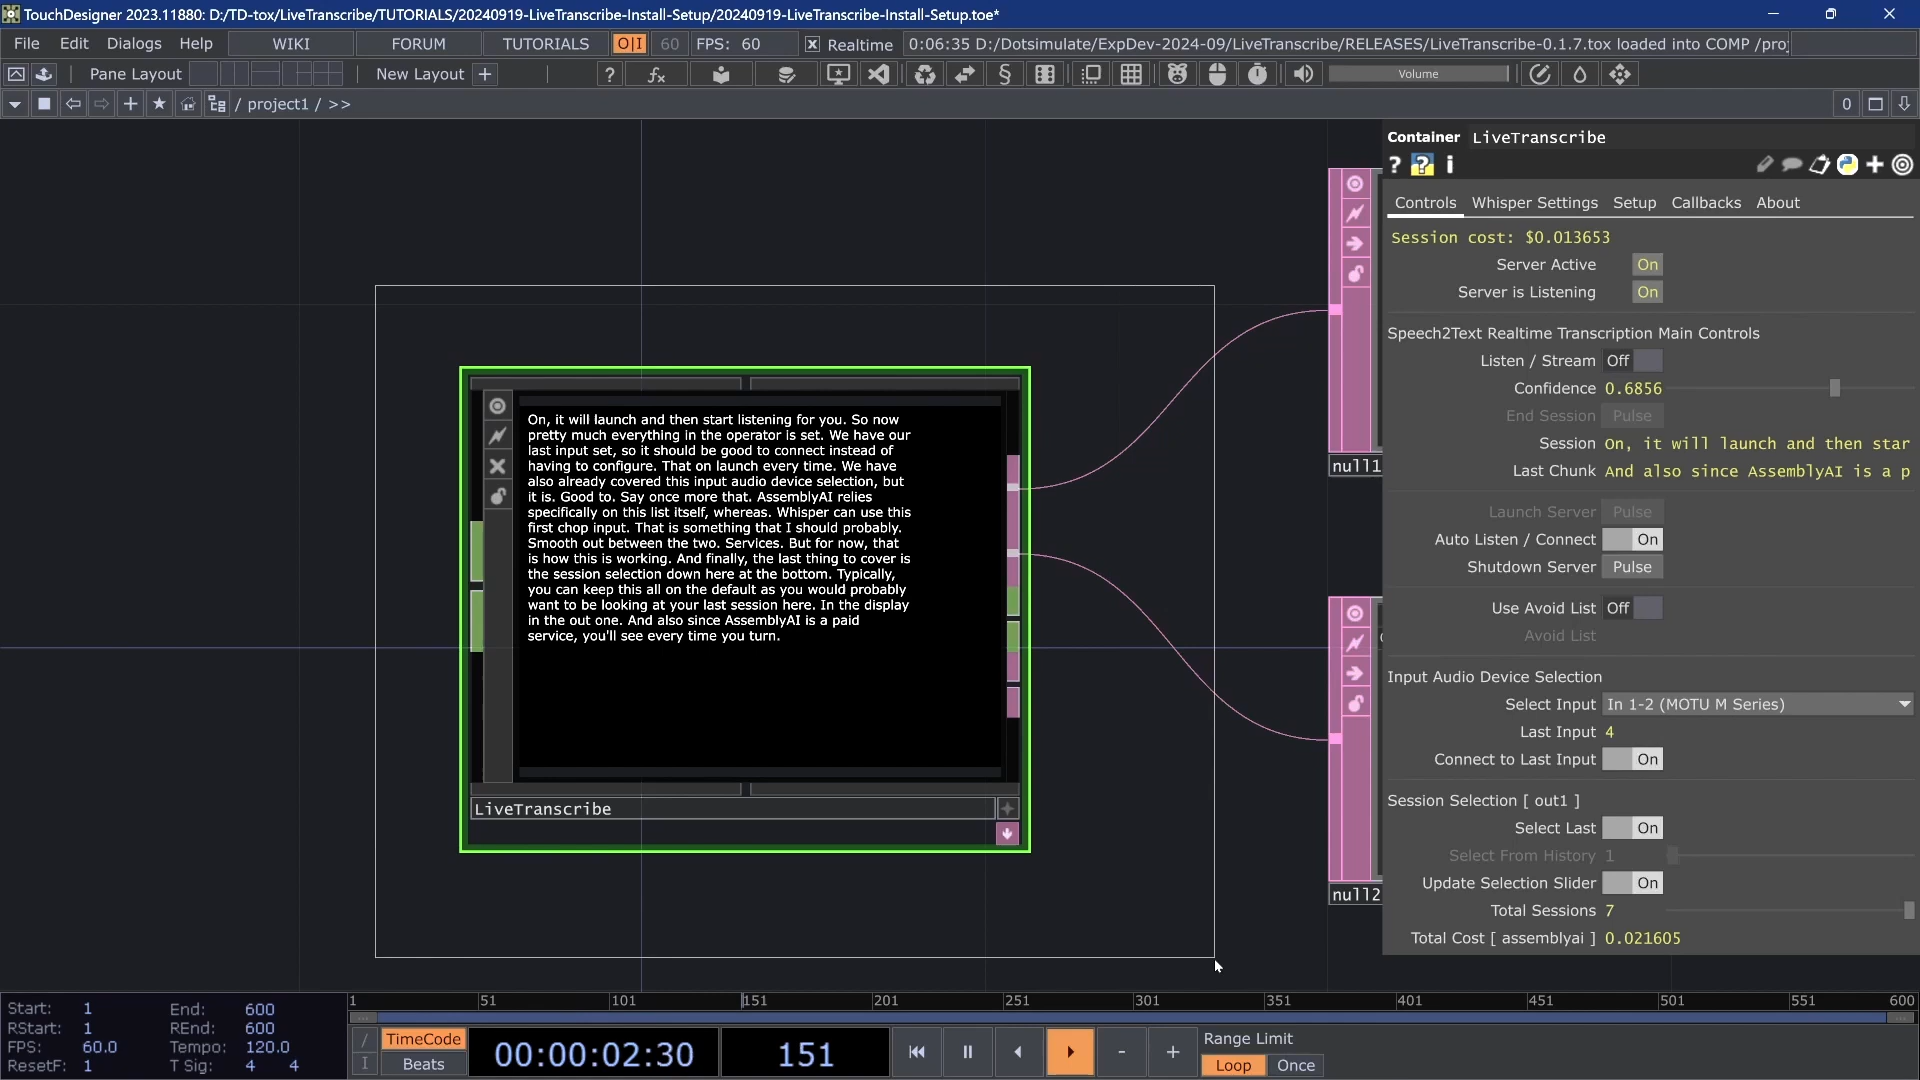 TouchDesigner 2023.11880: D:/TD-tox/LiveTranscribe/TUTORIALS/20240919-LiveTranscribe-Install-Setup/20240919-LiveTranscribe-Install-Setup.toe*
File Edit Dialogs Help WIKI FORUM TUTORIALS O|I 60 FPS: 60 X Realtime 0:06:35 D:/Dotsimulate/ExpDev-2024-09/LiveTranscribe/RELEASES/LiveTranscribe-0.1.7.tox loaded into COMP /pro
Pane Layout New Layout + ? fx § Volume
/ project1 / >> 0
Container LiveTranscribe
? ? i
Controls Whisper Settings Setup Callbacks About
Session cost: $0.013653
Server Active On
Server is Listening On
Speech2Text Realtime Transcription Main Controls
Listen / Stream Off
Confidence 0.6856
End Session Pulse
Session On, it will launch and then star
Last Chunk And also since AssemblyAI is a p
Launch Server Pulse
Auto Listen / Connect On
Shutdown Server Pulse
Use Avoid List Off
Avoid List
Input Audio Device Selection
Select Input In 1-2 (MOTU M Series)
Last Input 4
Connect to Last Input On
Session Selection [ out1 ]
Select Last On
Select From History 1
Update Selection Slider On
Total Sessions 7
Total Cost [ assemblyai ] 0.021605
On, it will launch and then start listening for you. So now
pretty much everything in the operator is set. We have our
last input set, so it should be good to connect instead of
having to configure. That on launch every time. We have
also already covered this input audio device selection, but
it is. Good to. Say once more that. AssemblyAI relies
specifically on this list itself, whereas. Whisper can use this
first chop input. That is something that I should probably.
Smooth out between the two. Services. But for now, that
is how this is working. And finally, the last thing to cover is
the session selection down here at the bottom. Typically,
you can keep this all on the default as you would probably
want to be looking at your last session here. In the display
in the out one. And also since AssemblyAI is a paid
service, you'll see every time you turn.
LiveTranscribe
null1
null2
1 51 101 151 201 251 301 351 401 451 501 551 600
Start: 1 End: 600
RStart: 1 REnd: 600
FPS: 60.0 Tempo: 120.0
ResetF: 1 T Sig: 4 4
/ TimeCode
I Beats
00:00:02:30 151
- +
Range Limit
Loop Once